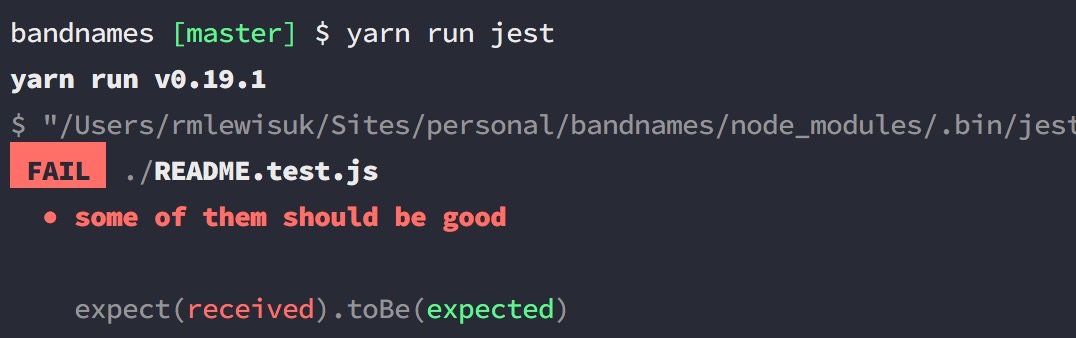 bandnames [master] $ yarn run jest
yarn run v0.19.1
$ "/Users/rmlewisuk/Sites/personal/bandnames/node_modules/.bin/jest
FAIL ./README.test.js
● some of them should be good
expect(received).toBe(expected)